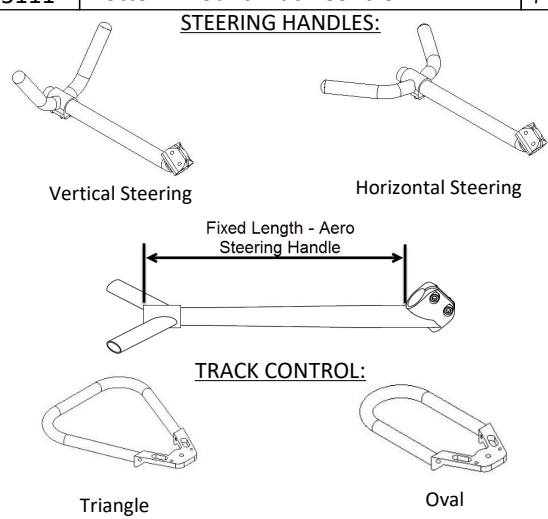 STEERING HANDLES:
Vertical Steering
Horizontal Steering
Fixed Length - Aero
Steering Handle
TRACK CONTROL:
Triangle
Oval